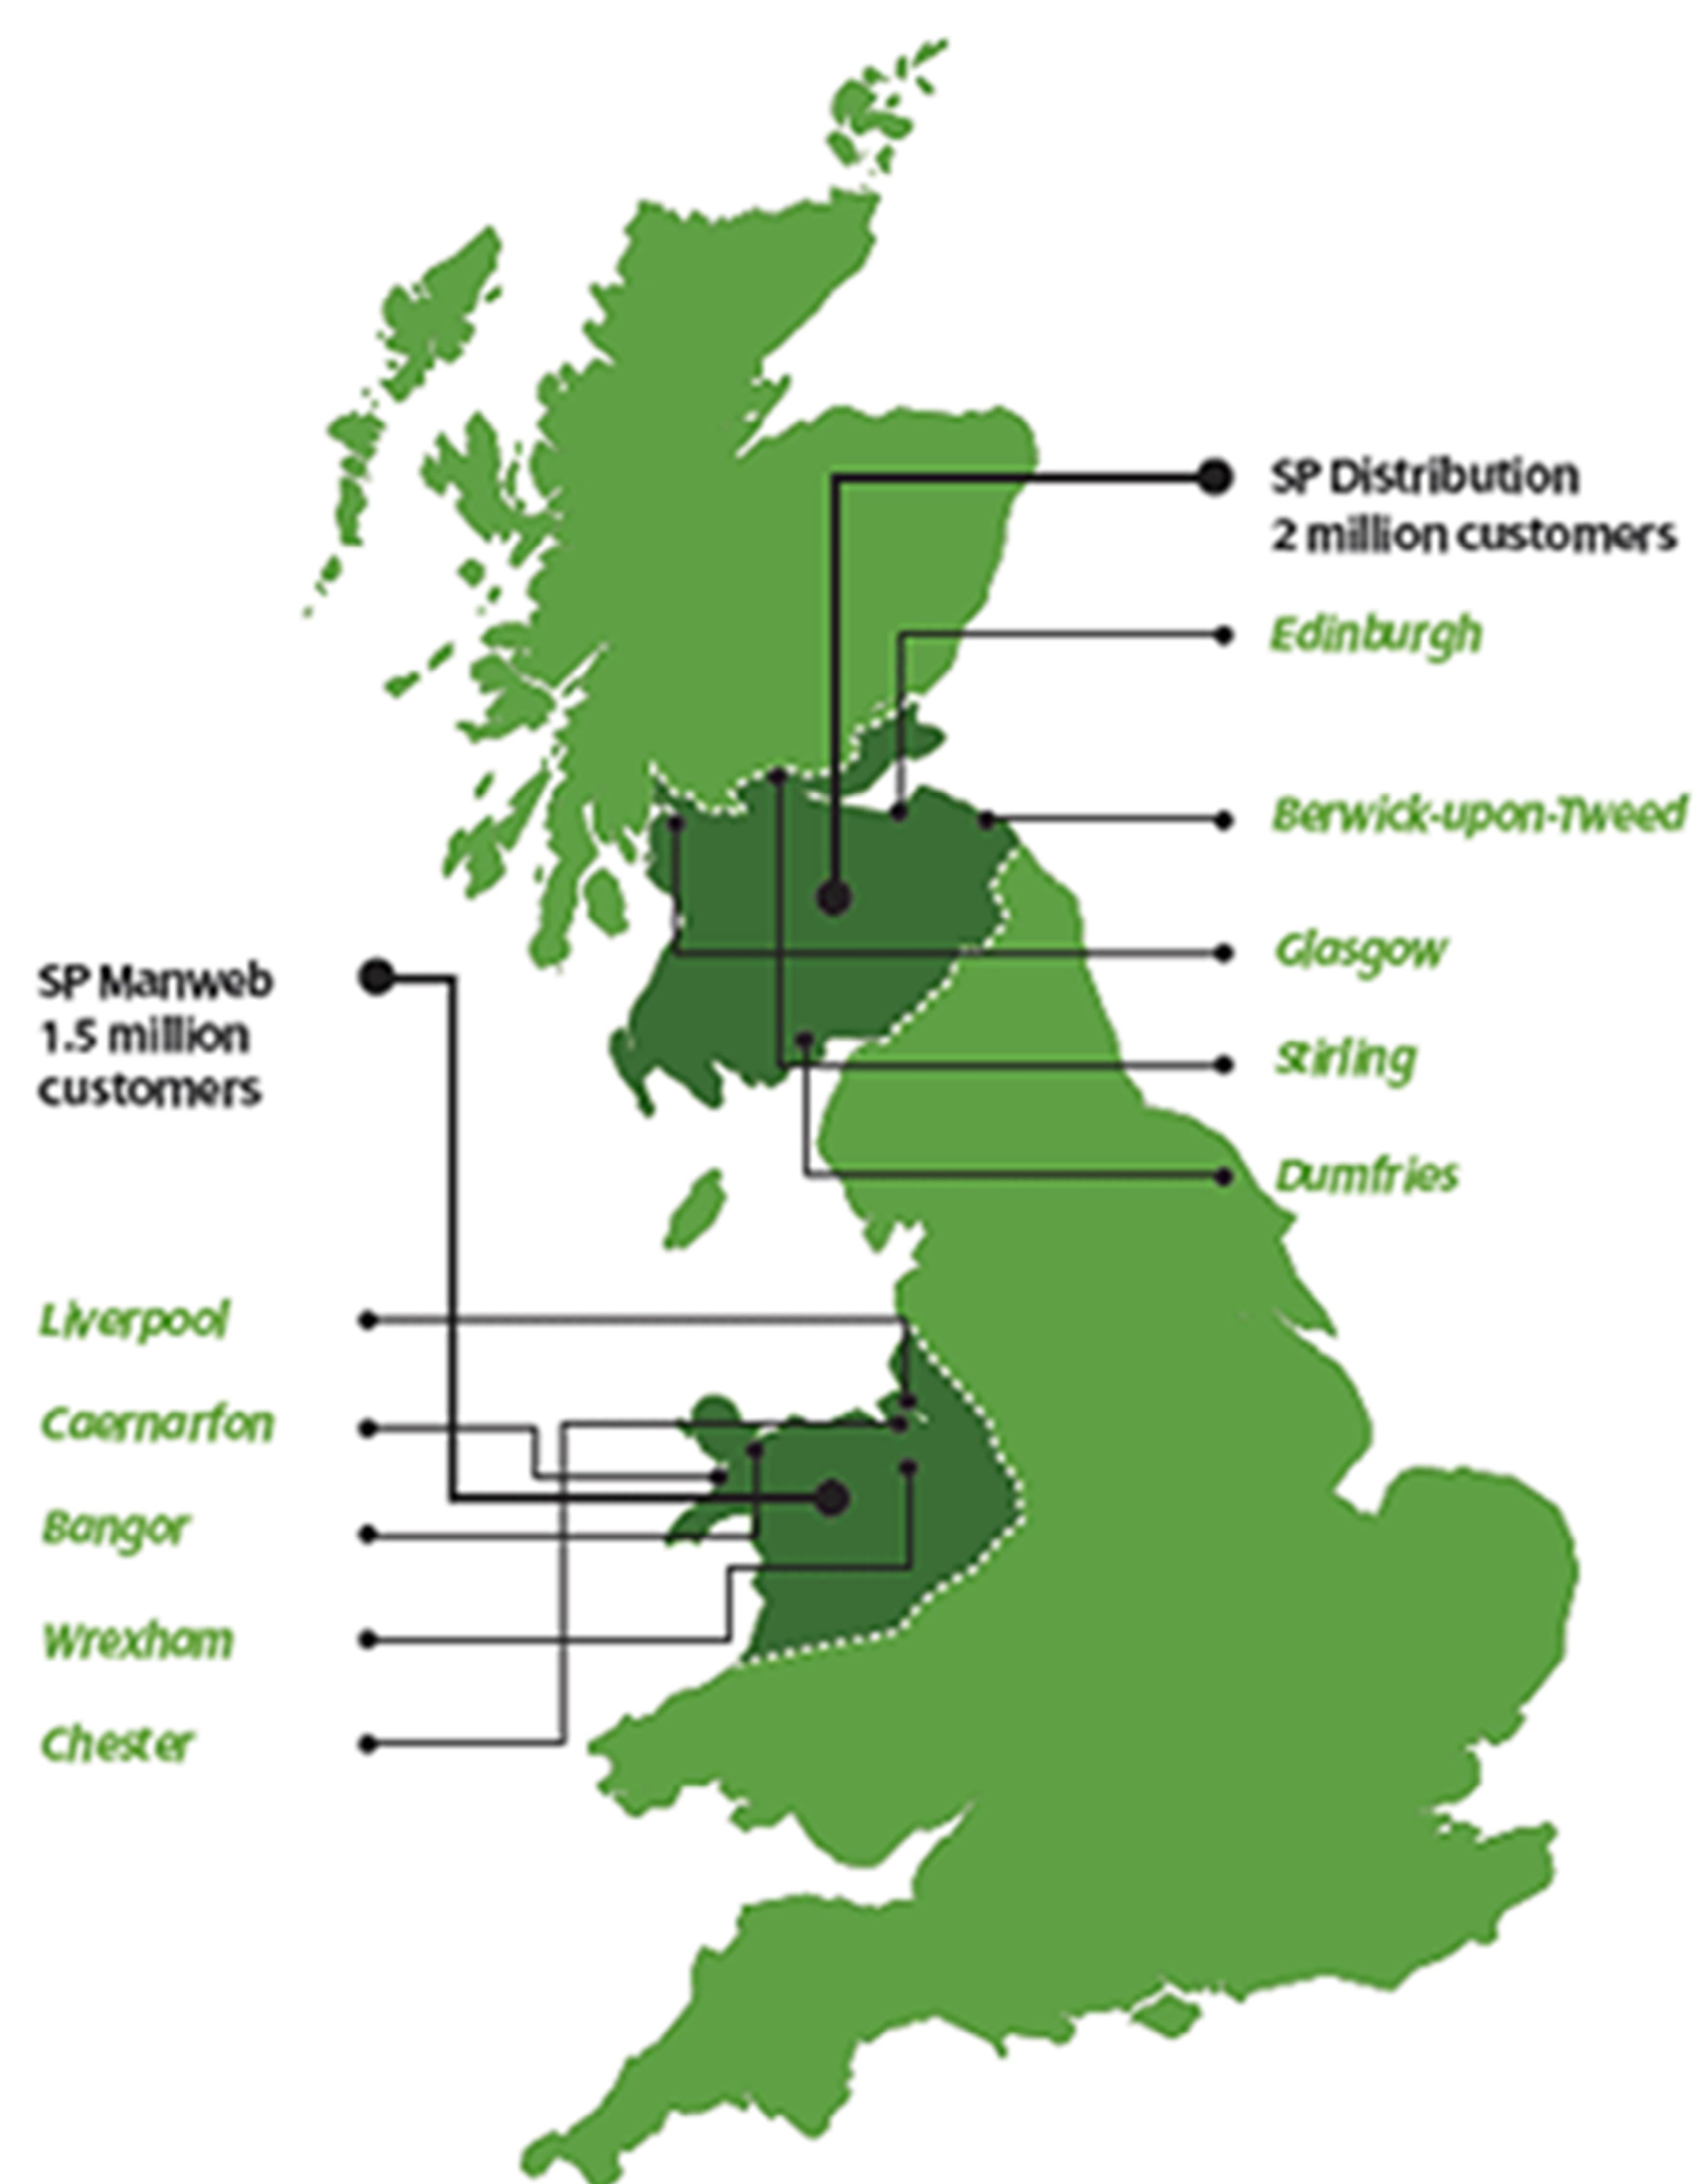 SP Distribution
2 million customers
Edinburgh
Berwick-upon-Tweed
Glasgow
Stirling
Dumfries
SP Manweb
1.5 million
customers
Liverpool
Caernarfon
Bangor
Wrexham
Chester